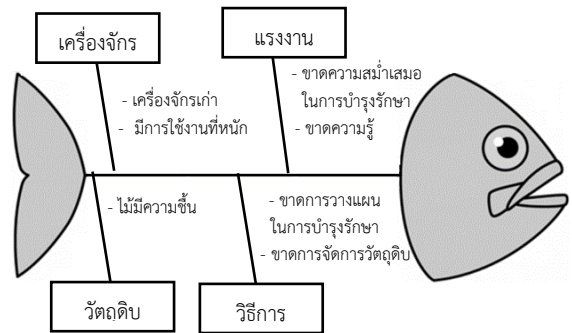 เครื่องจักร
แรงงาน
- เครื่องจักรเก่า
- มีการใช้งานที่หนัก
- ขาดความสม่ำเสมอ
ในการบำรุงรักษา
- ขาดความรู้
- ไม้มีความชื้น
- ขาดการวางแผน
ในการบำรุงรักษา
- ขาดการจัดการวัตถุดิบ
วัตถุดิบ
วิธีการ